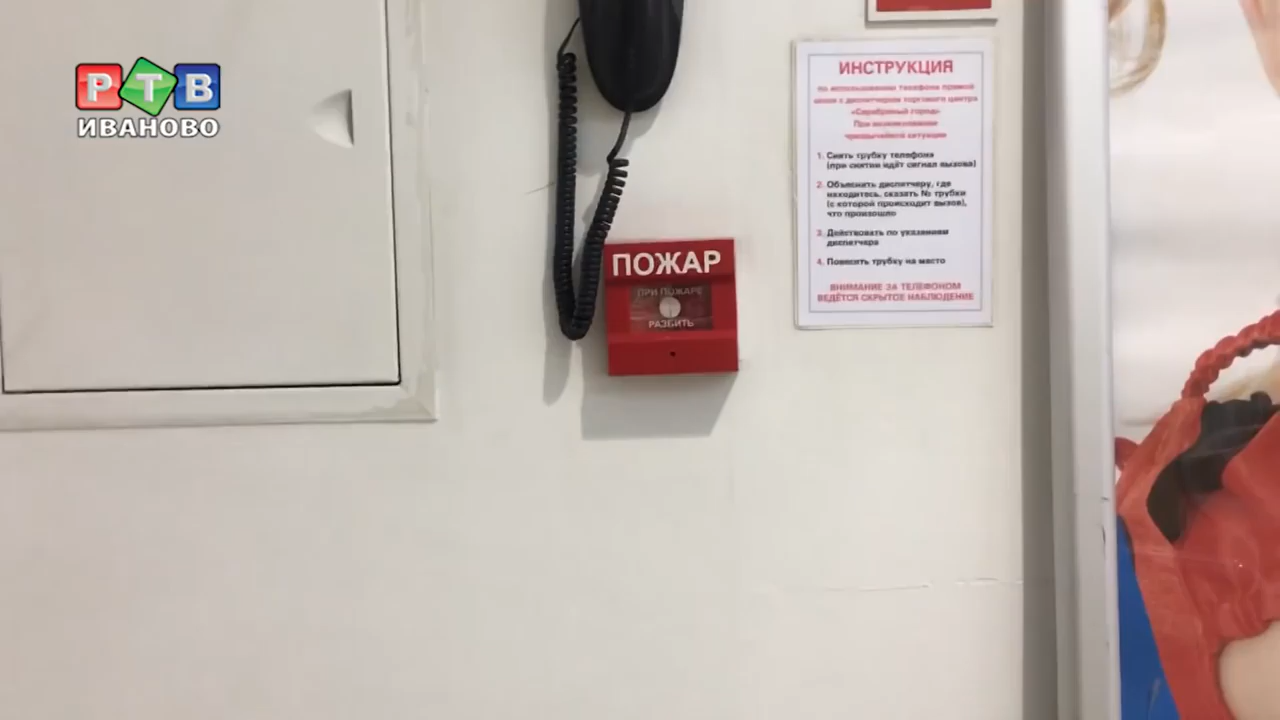 РТВ
ИВАНОВО
ПОЖАР
ПРИ ПОЖАРЕ
РАЗБИТЬ
ИНСТРУКЦИЯ
по использованию телефона прямой
связи с диспетчером торгового центра
«Серебряный город»
При возникновении
чрезвычайной ситуации
1. Снять трубку телефона
(при снятии идёт сигнал вызова)
2. Объяснить диспетчеру, где
находитесь, сказать № трубки
(с которой происходит вызов),
что произошло
3. Действовать по указаниям
диспетчера
4. Повесить трубку на место
ВНИМАНИЕ ЗА ТЕЛЕФОНОМ
ВЕДЁТСЯ СКРЫТОЕ НАБЛЮДЕНИЕ